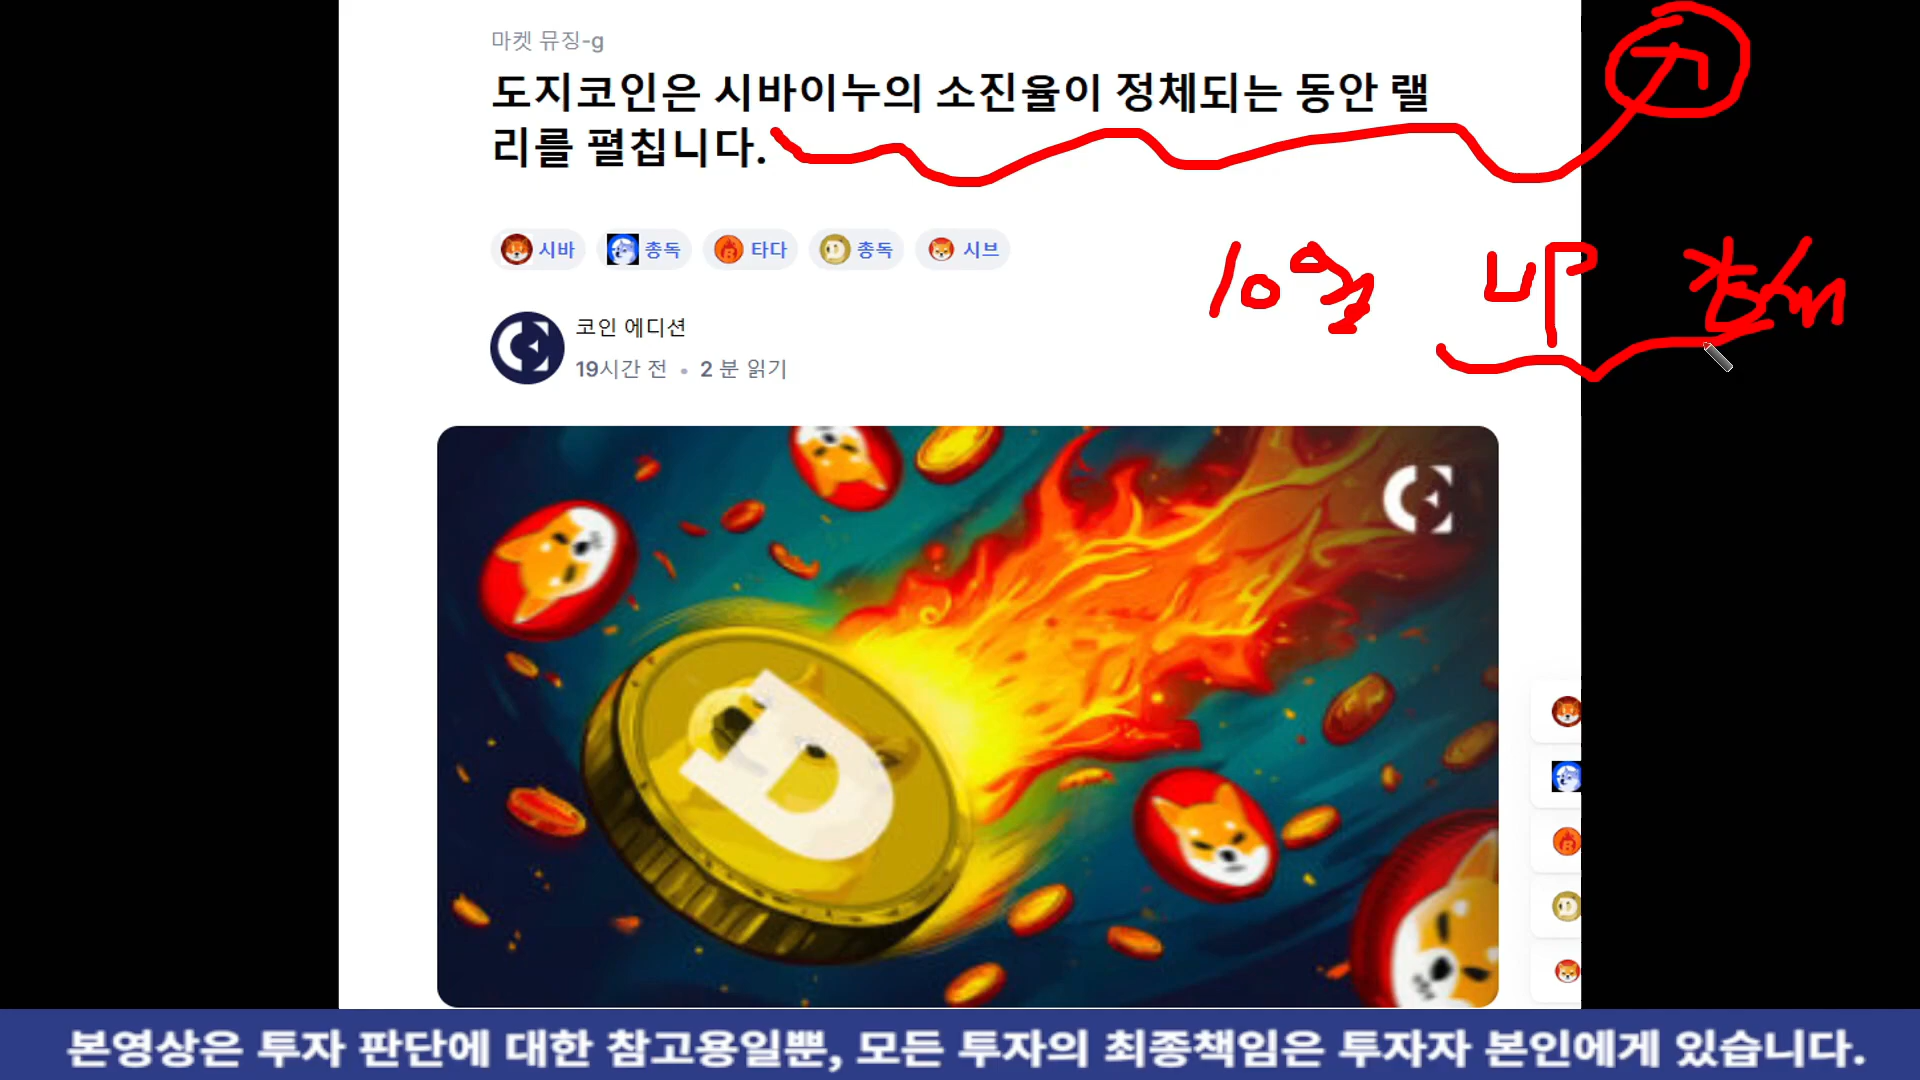 마켓 뮤징-g
도지코인은 시바이누의 소진율이 정체되는 동안 랠
리를 펼칩니다.
시바 총독 타다 총독 시브
10월
코인 에디션
19시간 전 • 2 분 읽기
본영상은 투자 판단에 대한 참고용일뿐, 모든 투자의 최종책임은 투자자 본인에게 있습니다.